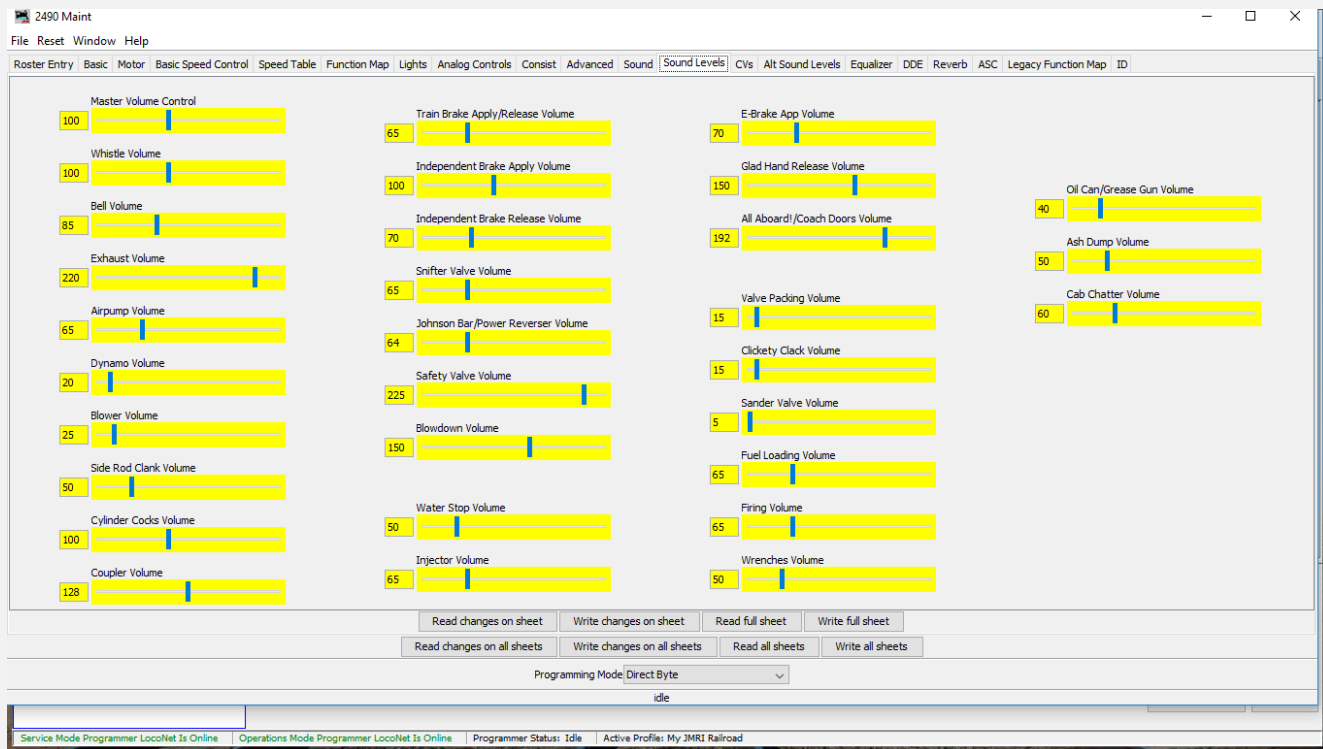 2490 Maint
File Reset Window Help
Roster Entry Basic Motor Basic Speed Control Speed Table Function Map Lights Analog Controls Consist Advanced Sound Sound Levels CVs Alt Sound Levels Equalizer DDE Reverb ASC Legacy Function Map ID
Master Volume Control
100
Whistle Volume
100
Bell Volume
85
Exhaust Volume
220
Airpump Volume
65
Dynamo Volume
20
Blower Volume
25
Side Rod Clank Volume
50
Cylinder Cocks Volume
100
Coupler Volume
128
Train Brake Apply/Release Volume
65
Independent Brake Apply Volume
100
Independent Brake Release Volume
70
Snifter Valve Volume
65
Johnson Bar/Power Reverser Volume
64
Safety Valve Volume
225
Blowdown Volume
150
Water Stop Volume
50
Injector Volume
65
E-Brake App Volume
70
Glad Hand Release Volume
150
All Aboard!/Coach Doors Volume
192
Valve Packing Volume
15
Clickety Clack Volume
15
Sander Valve Volume
5
Fuel Loading Volume
65
Firing Volume
65
Wrenches Volume
50
Oil Can/Grease Gun Volume
40
Ash Dump Volume
50
Cab Chatter Volume
60
Read changes on sheet Write changes on sheet Read full sheet Write full sheet
Read changes on all sheets Write changes on all sheets Read all sheets Write all sheets
Programming Mode Direct Byte
idle
Service Mode Programmer LocoNet Is Online Operations Mode Programmer LocoNet Is Online Programmer Status: Idle Active Profile: My JMRI Railroad